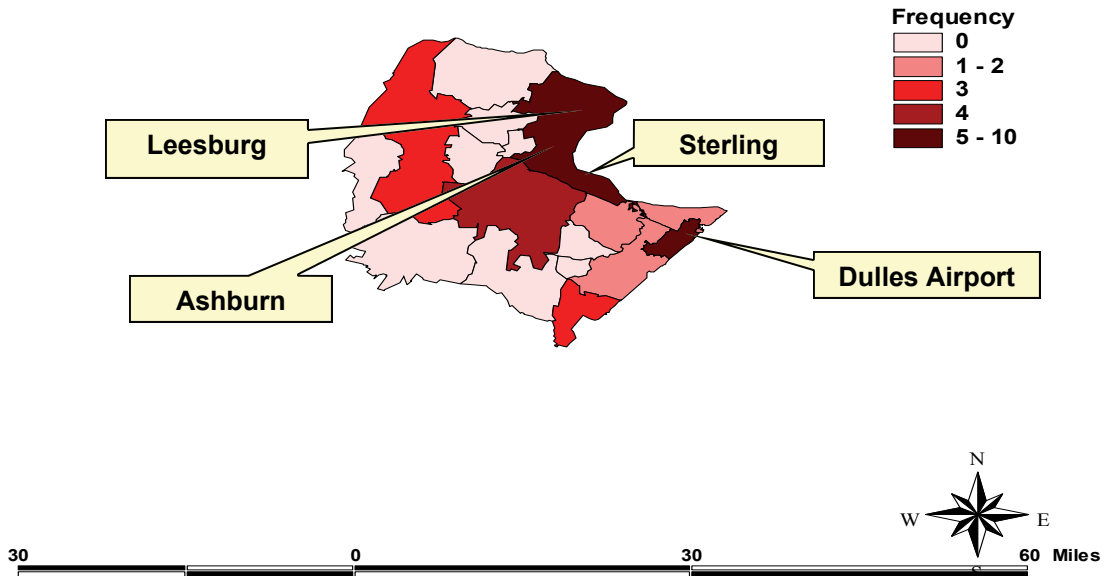 Frequency
0
1 - 2
3
4
5 - 10
Leesburg
Sterling
Ashburn
Dulles Airport
N
W E
S
30 0 30 60 Miles